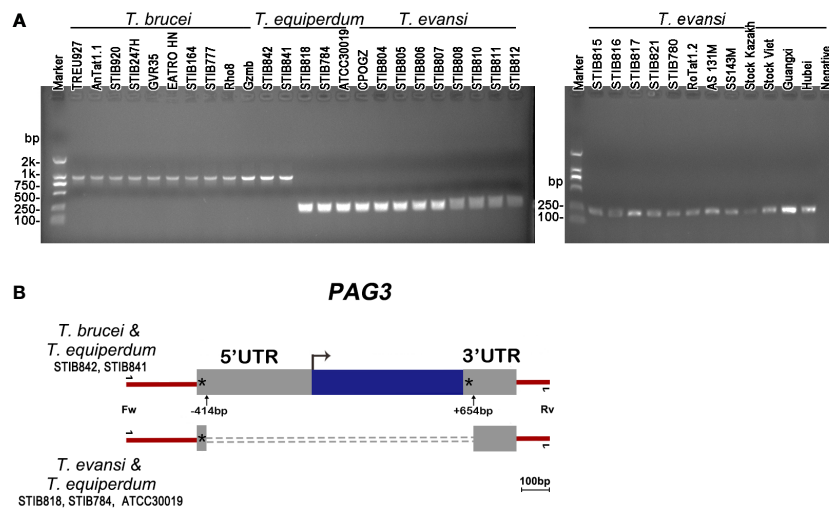 A
T. brucei
T. equiperdum
T. evansi
T. evansi
Marker
TREU927
AnTat1.1
STIB920
STIB247H
GVR35
EATRO HN
STIB164
STIB777
Rho8
Gzmb
STIB842
STIB841
STIB818
STIB784
ATCC30019
CPOGZ
STIB804
STIB805
STIB806
STIB807
STIB808
STIB810
STIB811
STIB812
Marker
STIB815
STIB816
STIB817
STIB821
STIB780
RoTat1.2
AS 131M
SS143M
Stock Kazakh
Stock Viet
Guangxi
Hubei
Negative
bp
2k-
1k-
750-
500-
250-
100-
bp
250-
100-
B
PAG3
T. brucei &
T. equiperdum
STIB842, STIB841
5'UTR
3'UTR
*
*
Fw
-414bp
+654bp
Rv
*
T. evansi &
T. equiperdum
STIB818, STIB784, ATCC30019
100bp